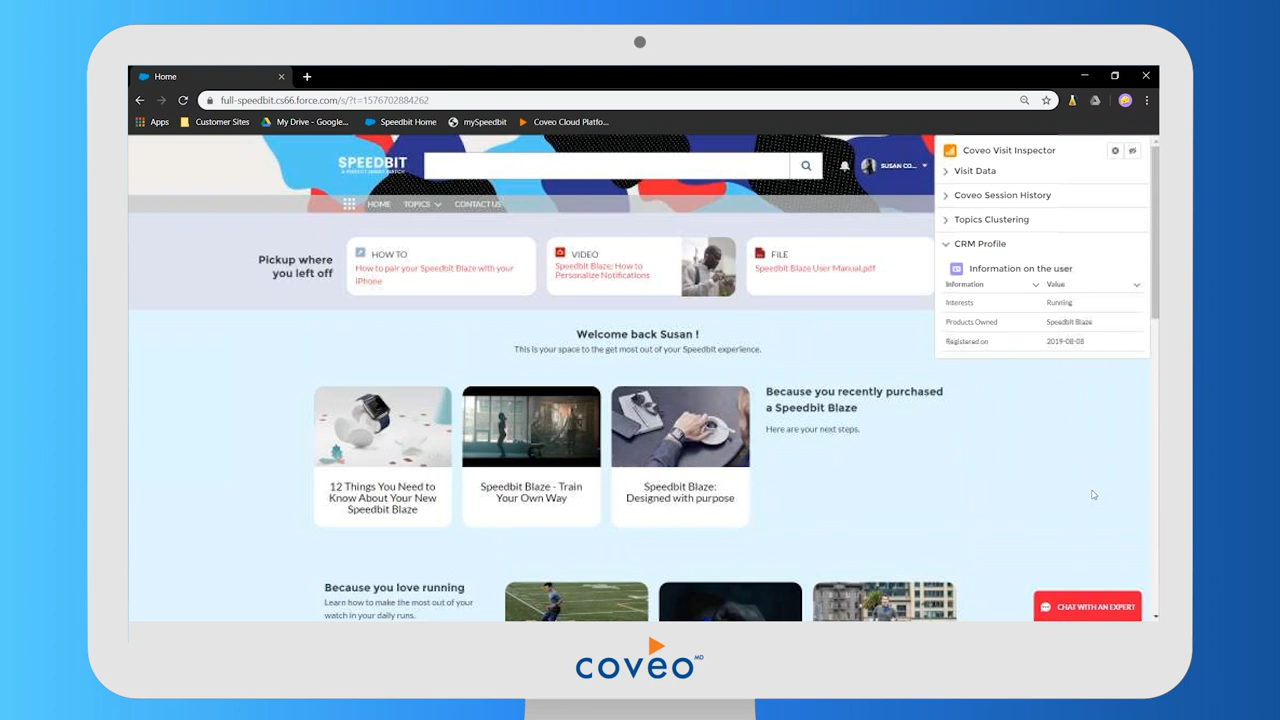 Home
full-speedbit.cs66.force.com/s/?t=1576702884262
Apps
Customer Sites
My Drive - Google...
Speedbit Home
mySpeedbit
Coveo Cloud Platfo...
SPEEDBIT
SUSAN CO...
HOME
TOPICS
CONTACT US
Coveo Visit Inspector
Visit Data
Coveo Session History
Topics Clustering
CRM Profile
Information on the user
Information Value
Interests Running
Products Owned Speedbit Blaze
Registered on 2019-08-08
Pickup where
you left off
HOW TO
How to pair your Speedbit Blaze with your
iPhone
VIDEO
Speedbit Blaze: How to
Personalize Notifications
FILE
Speedbit Blaze User Manual.pdf
Welcome back Susan !
This is your space to the get most out of your Speedbit experience.
12 Things You Need to
Know About Your New
Speedbit Blaze
Speedbit Blaze - Train
Your Own Way
Speedbit Blaze:
Designed with purpose
Because you recently purchased
a Speedbit Blaze
Here are your next steps.
Because you love running
Learn how to make the most out of your
watch in your daily runs.
CHAT WITH AN EXPERT
coveo MD